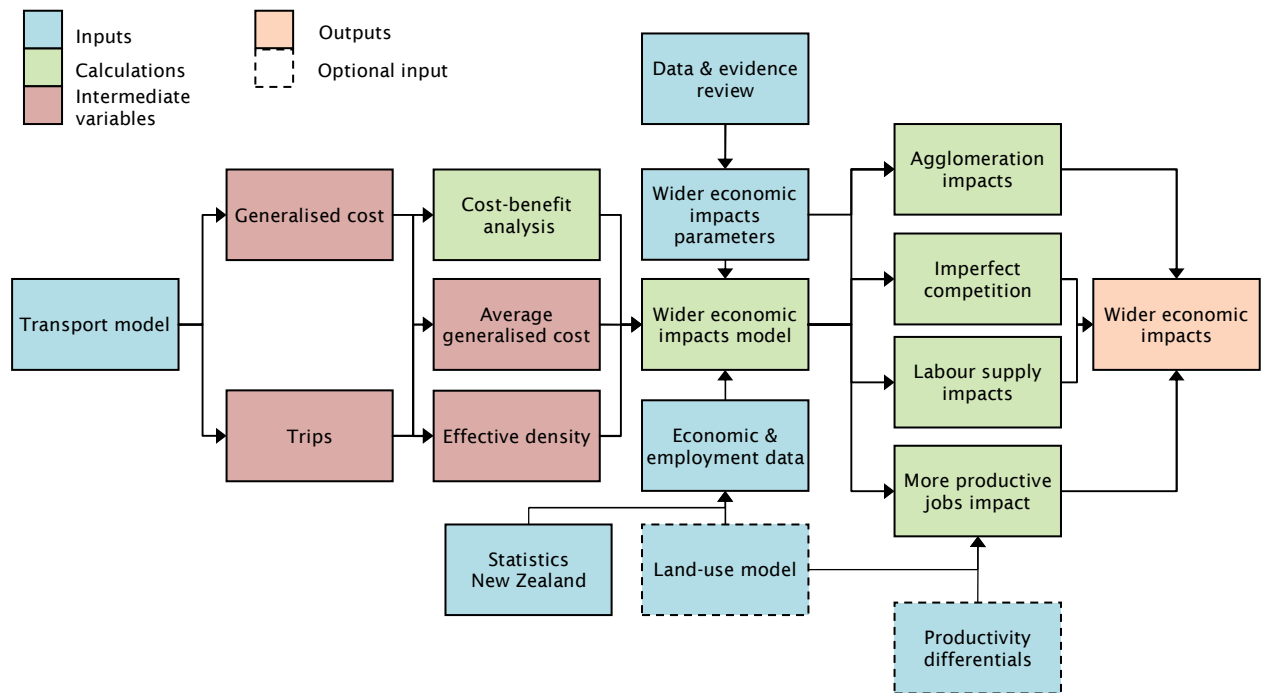 Inputs
Calculations
Intermediate
variables
Outputs
Optional input
Data & evidence
review
Agglomeration
impacts
Generalised cost
Cost-benefit
analysis
Wider economic
impacts
parameters
Imperfect
competition
Transport model
Average
generalised cost
Wider economic
impacts model
Wider economic
impacts
Labour supply
impacts
Trips
Effective density
Economic &
employment data
More productive
jobs impact
Statistics
New Zealand
Land-use model
Productivity
differentials